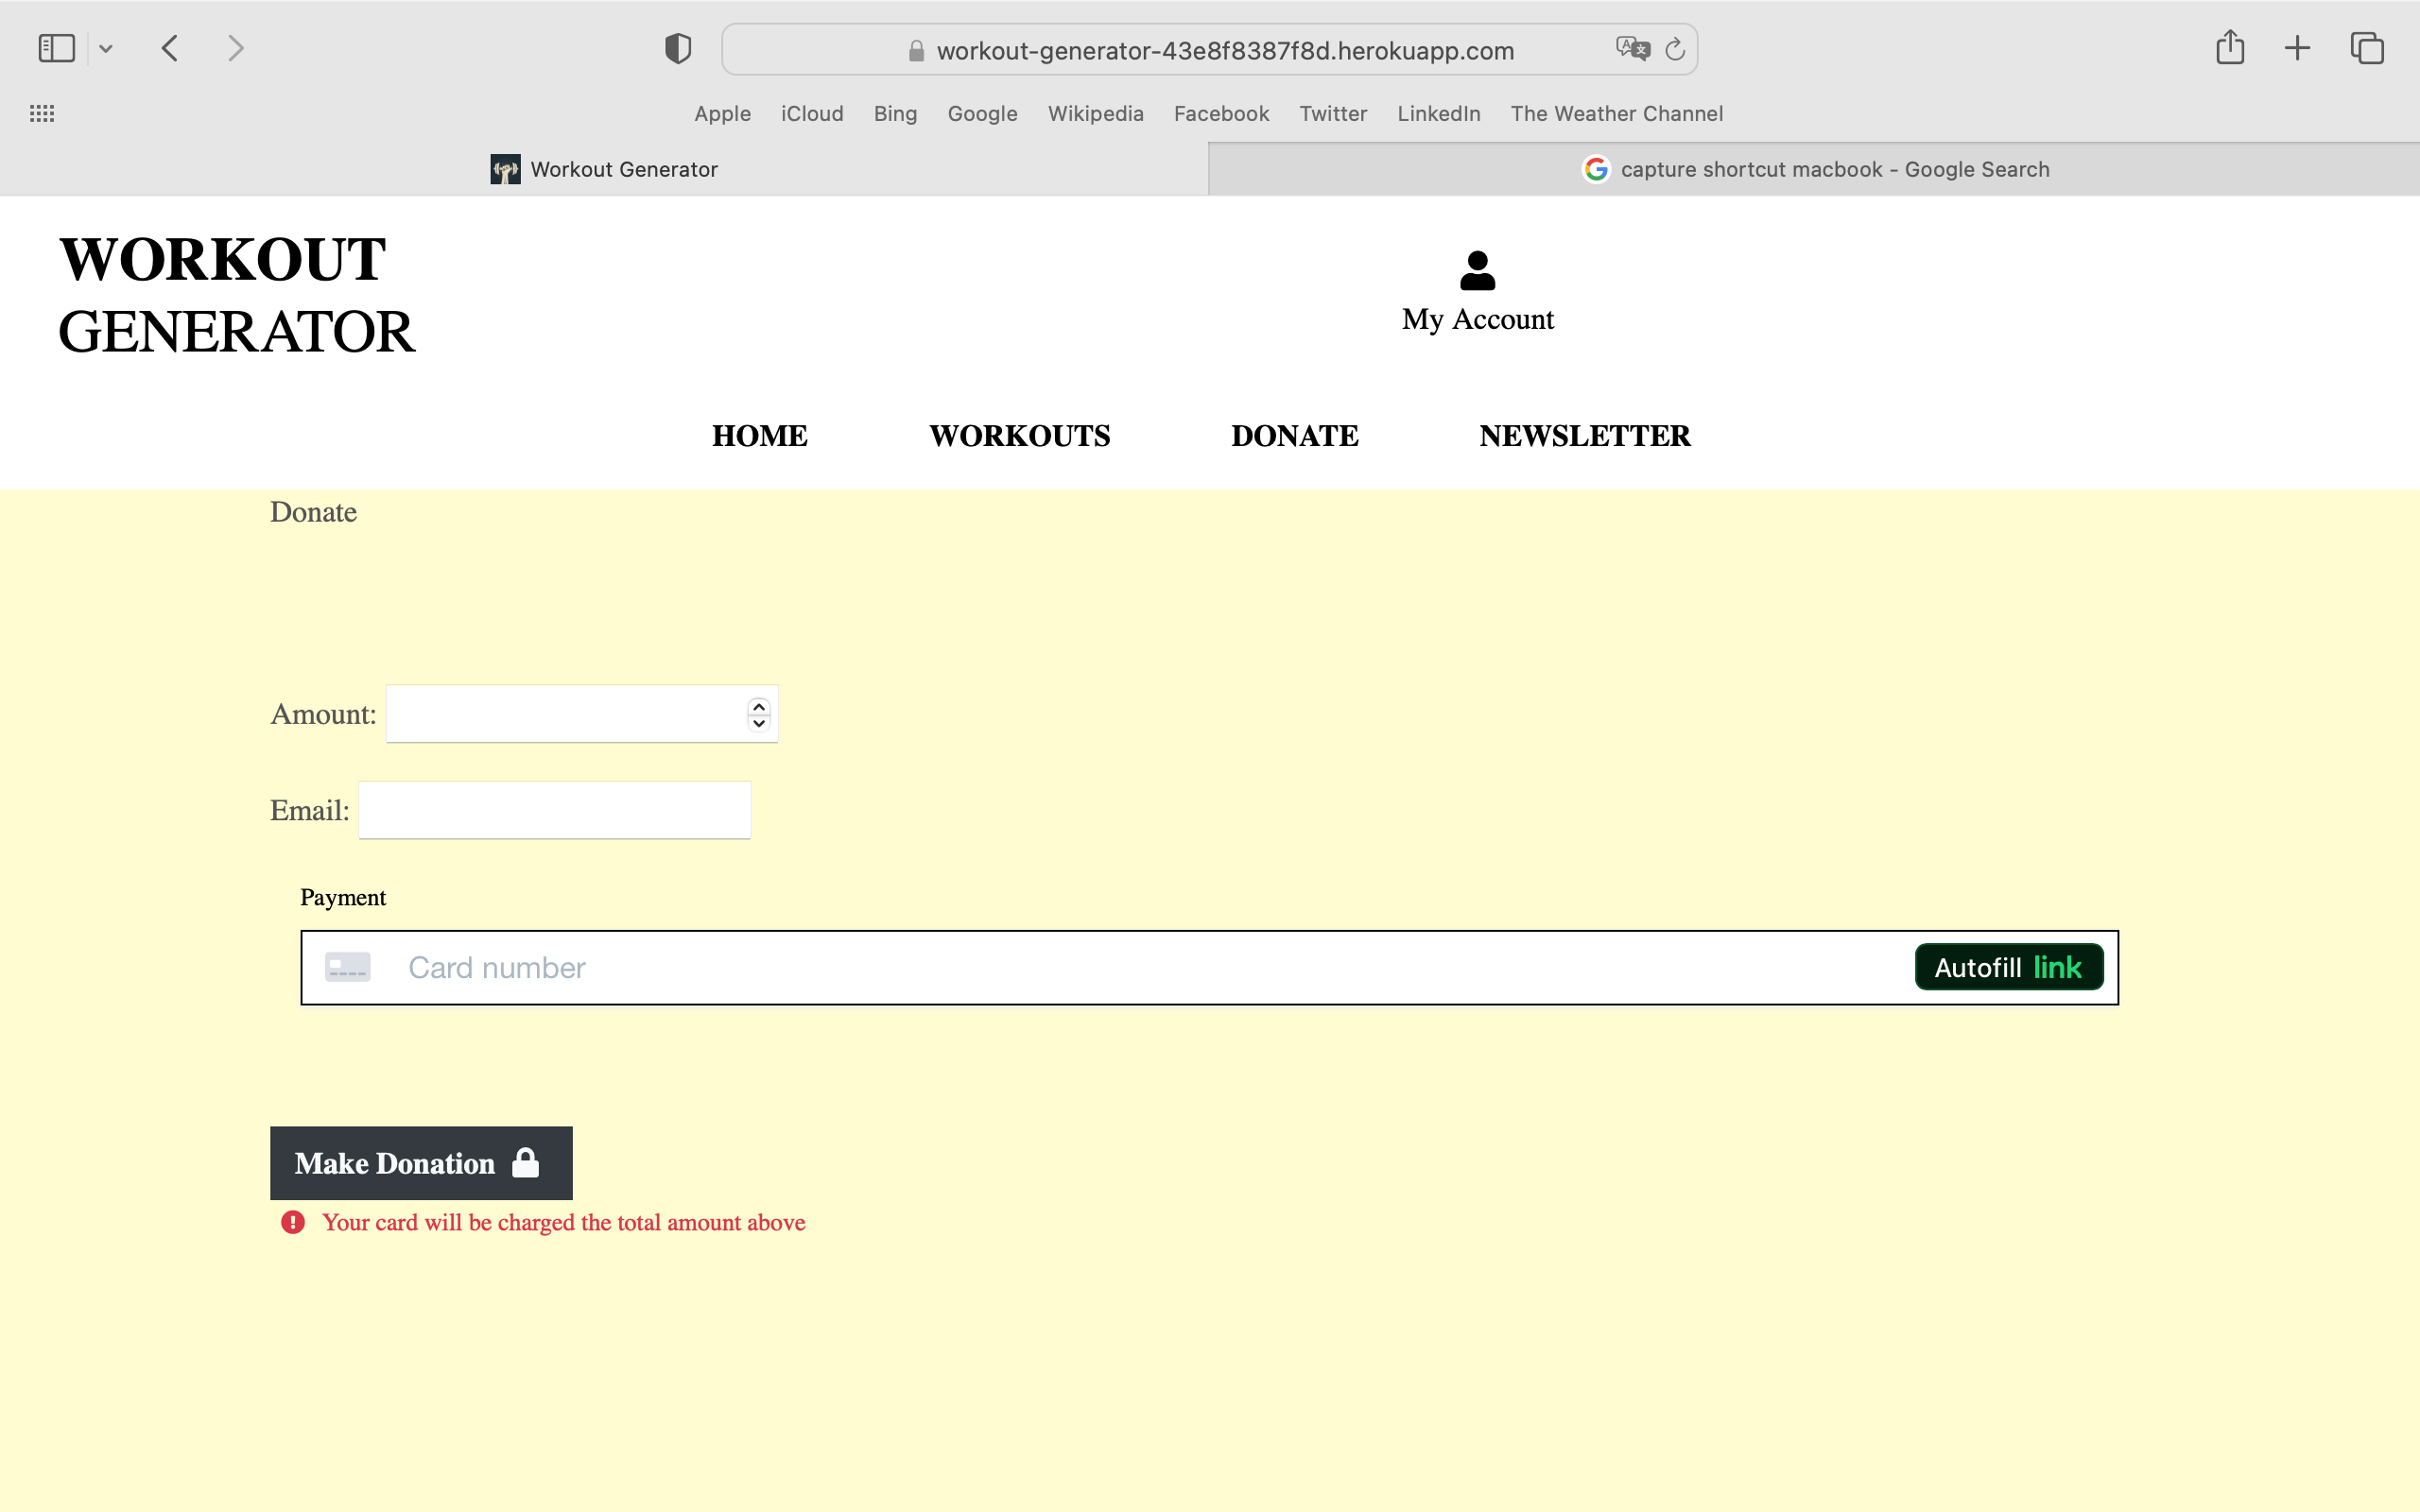 workout-generator-43e8f8387f8d.herokuapp.com
Apple iCloud Bing Google Wikipedia Facebook Twitter LinkedIn The Weather Channel
Workout Generator
capture shortcut macbook - Google Search
WORKOUT
GENERATOR
My Account
HOME WORKOUTS DONATE NEWSLETTER
Donate
Amount:
Email:
Payment
Card number
Autofill link
Make Donation
Your card will be charged the total amount above